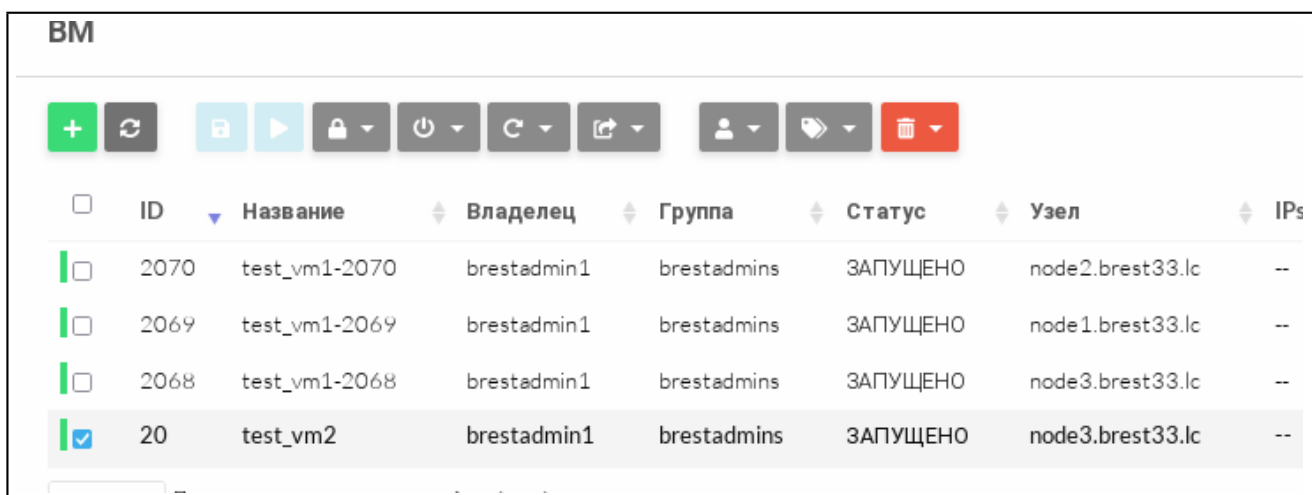 ВМ
ID Название Владелец Группа Статус Узел IPs
2070 test_vm1-2070 brestadmin1 brestadmins ЗАПУЩЕНО node2.brest33.lc --
2069 test_vm1-2069 brestadmin1 brestadmins ЗАПУЩЕНО node1.brest33.lc --
2068 test_vm1-2068 brestadmin1 brestadmins ЗАПУЩЕНО node3.brest33.lc --
20 test_vm2 brestadmin1 brestadmins ЗАПУЩЕНО node3.brest33.lc --